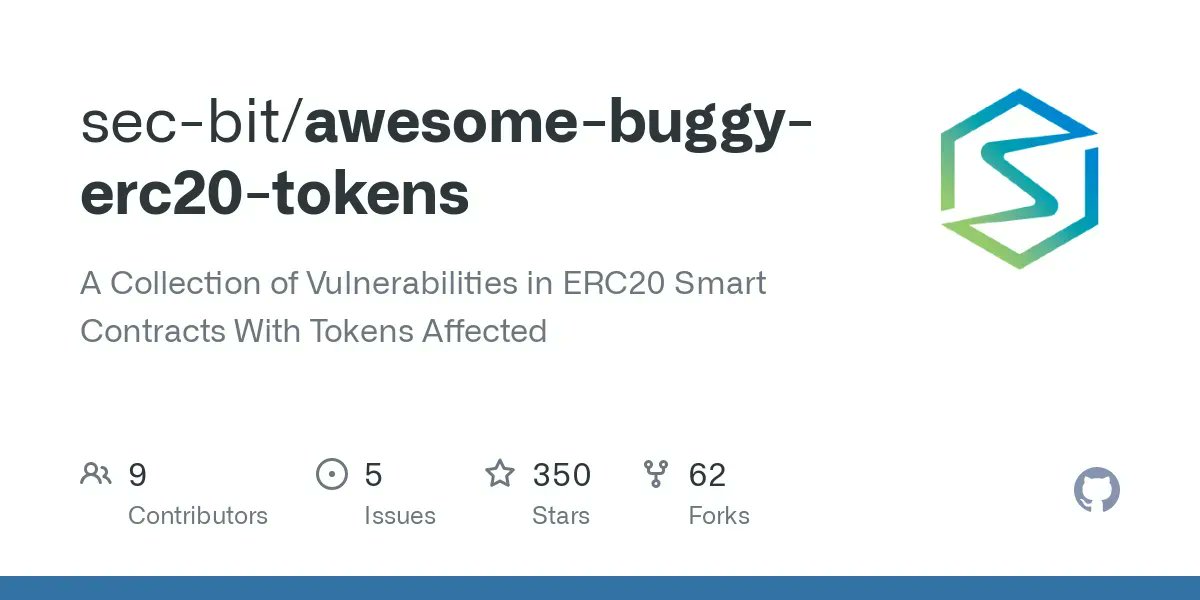 sec-bit/awesome-buggy-
erc20-tokens
A Collection of Vulnerabilities in ERC20 Smart
Contracts With Tokens Affected
9 5 350 62
Contributors Issues Stars Forks